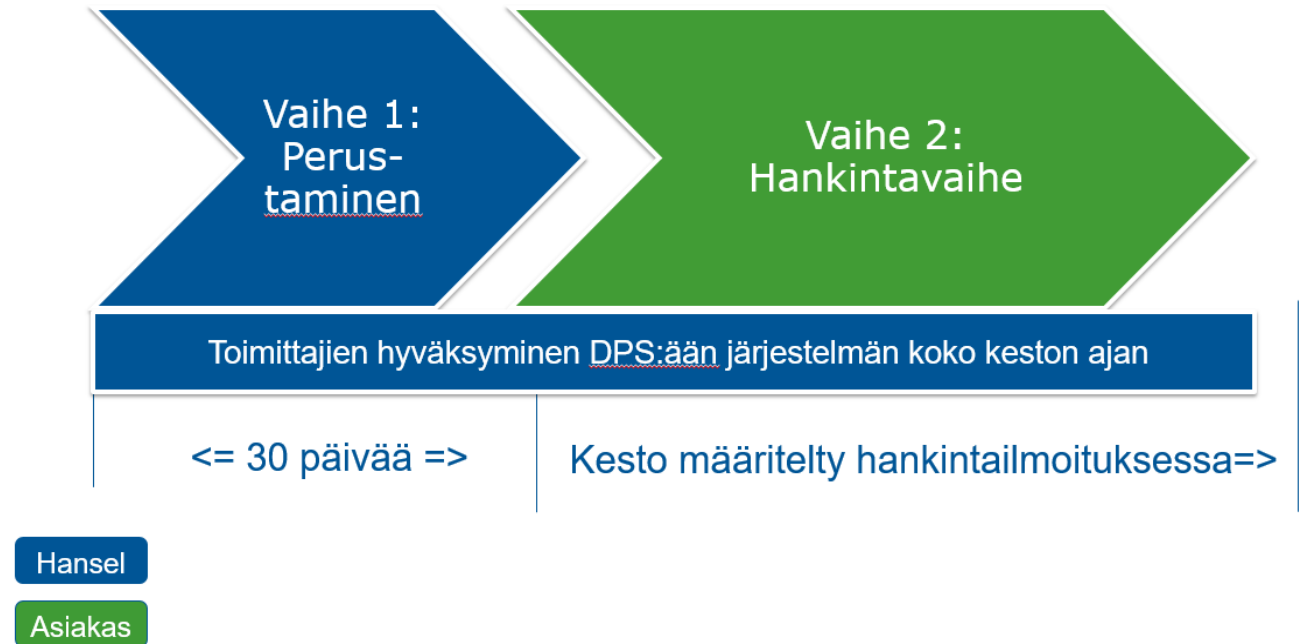 Vaihe 1:
Perus-
taminen
Vaihe 2:
Hankintavaihe
Toimittajien hyväksyminen DPS:ään järjestelmän koko keston ajan
<= 30 päivää =>
Kesto määritelty hankintailmoituksessa=>
Hansel
Asiakas